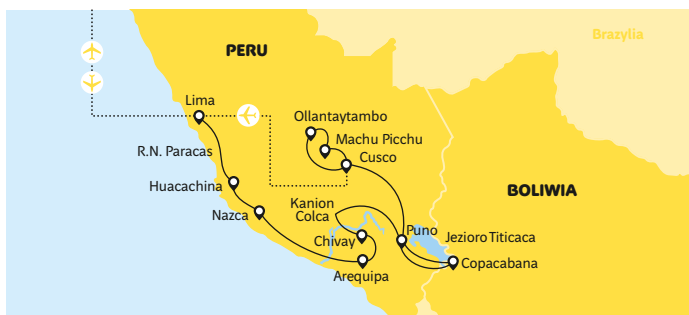 Brazylia
PERU
Lima
Ollantaytambo
Machu Picchu
R.N. Paracas
Cusco
Huacachina
BOLIWIA
Kanion
Colca
Nazca
Puno
Jezioro Titicaca
Chivay
Copacabana
Arequipa